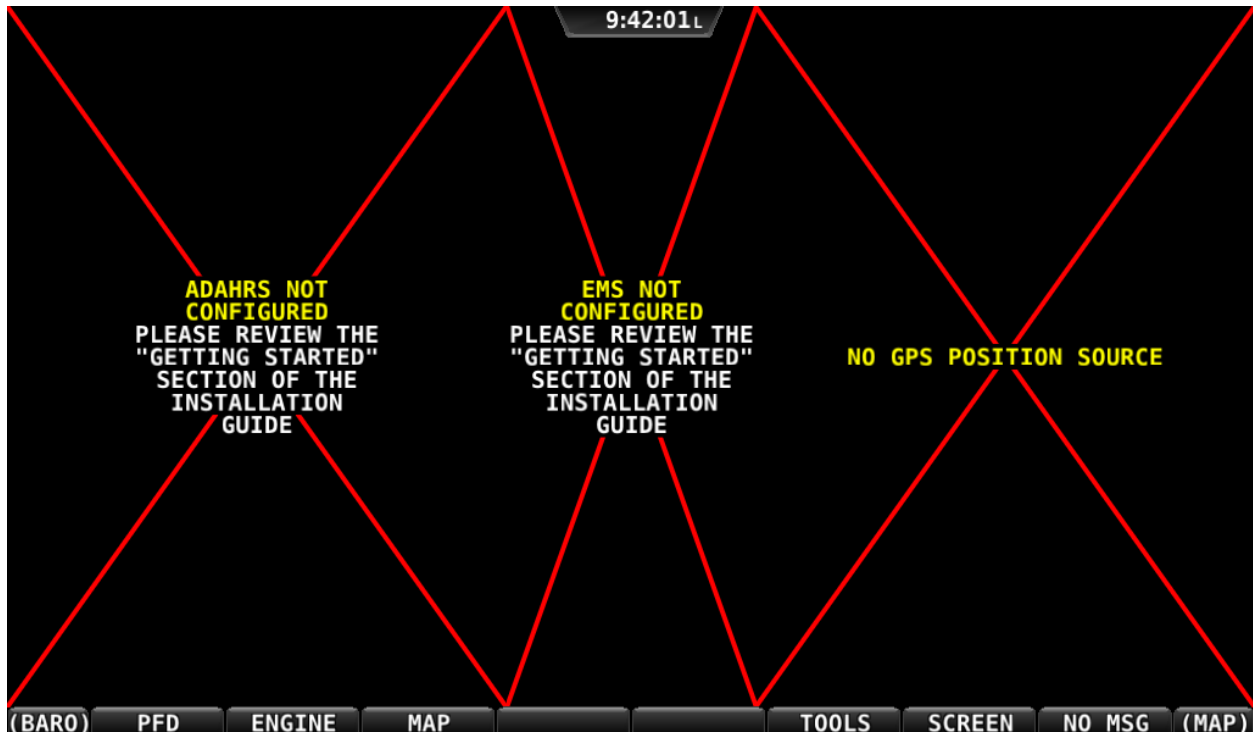 9:42:01L
ADAHRS NOT
CONFIGURED
PLEASE REVIEW THE
"GETTING STARTED"
SECTION OF THE
INSTALLATION
GUIDE
EMS NOT
CONFIGURED
PLEASE REVIEW THE
"GETTING STARTED"
SECTION OF THE
INSTALLATION
GUIDE
NO GPS POSITION SOURCE
(BARO) PFD ENGINE MAP TOOLS SCREEN NO MSG (MAP)